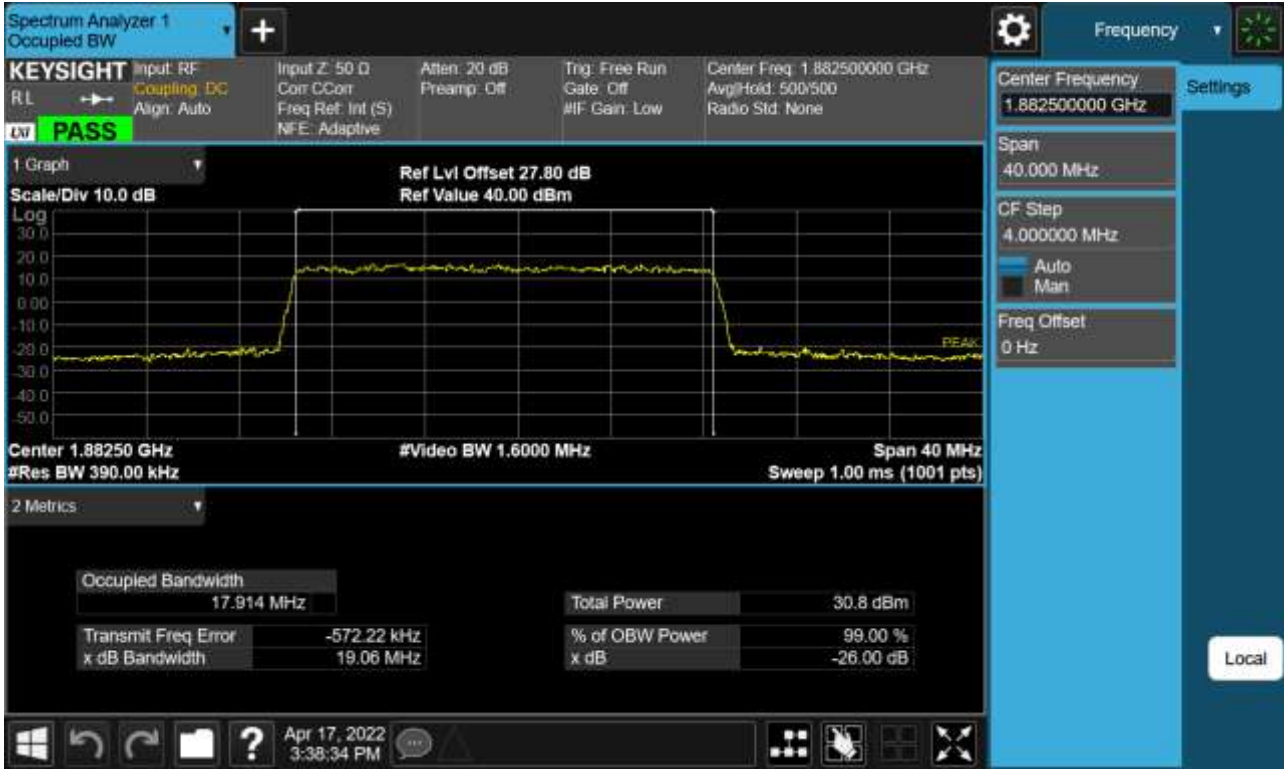 Spectrum Analyzer 1
Occupied BW
Frequency
KEYSIGHT
RL
LXI
PASS
Input: RF
Coupling: DC
Align: Auto
Input Z: 50 Ω
Corr CCorr
Freq Ref: Int (S)
NFE: Adaptive
Atten: 20 dB
Preamp: Off
Trig: Free Run
Gate: Off
#IF Gain: Low
Center Freq: 1.882500000 GHz
Avg|Hold: 500/500
Radio Std: None
Center Frequency
1.882500000 GHz
Settings
Span
40.000 MHz
CF Step
4.000000 MHz
Auto
Man
Freq Offset
0 Hz
1 Graph
Scale/Div 10.0 dB
Ref Lvl Offset 27.80 dB
Ref Value 40.00 dBm
Log
30.0
20.0
10.0
0.00
-10.0
-20.0
-30.0
-40.0
-50.0
PEAK
Center 1.88250 GHz
#Res BW 390.00 kHz
#Video BW 1.6000 MHz
Span 40 MHz
Sweep 1.00 ms (1001 pts)
2 Metrics
Occupied Bandwidth
17.914 MHz
Transmit Freq Error -572.22 kHz
x dB Bandwidth 19.06 MHz
Total Power 30.8 dBm
% of OBW Power 99.00 %
x dB -26.00 dB
Local
?
Apr 17, 2022
3:38:34 PM